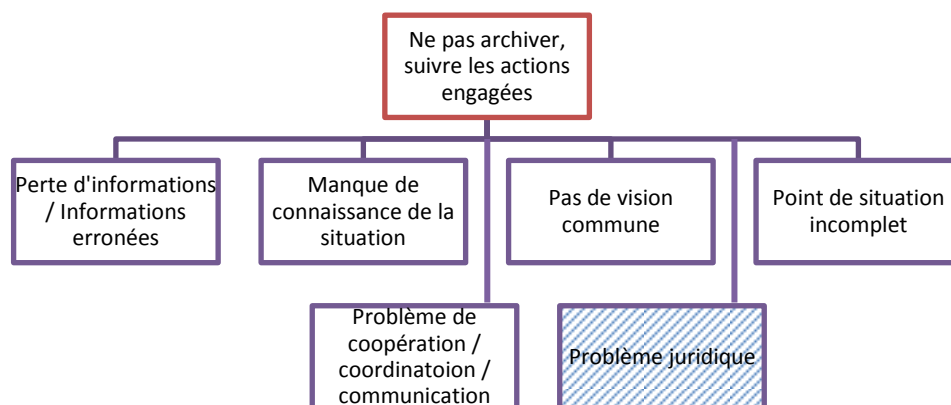 Ne pas archiver,
suivre les actions
engagées
Perte d'informations
/ Informations
erronées
Manque de
connaissance de la
situation
Pas de vision
commune
Point de situation
incomplet
Problème de
coopération /
coordinatoion /
communication
Problème juridique